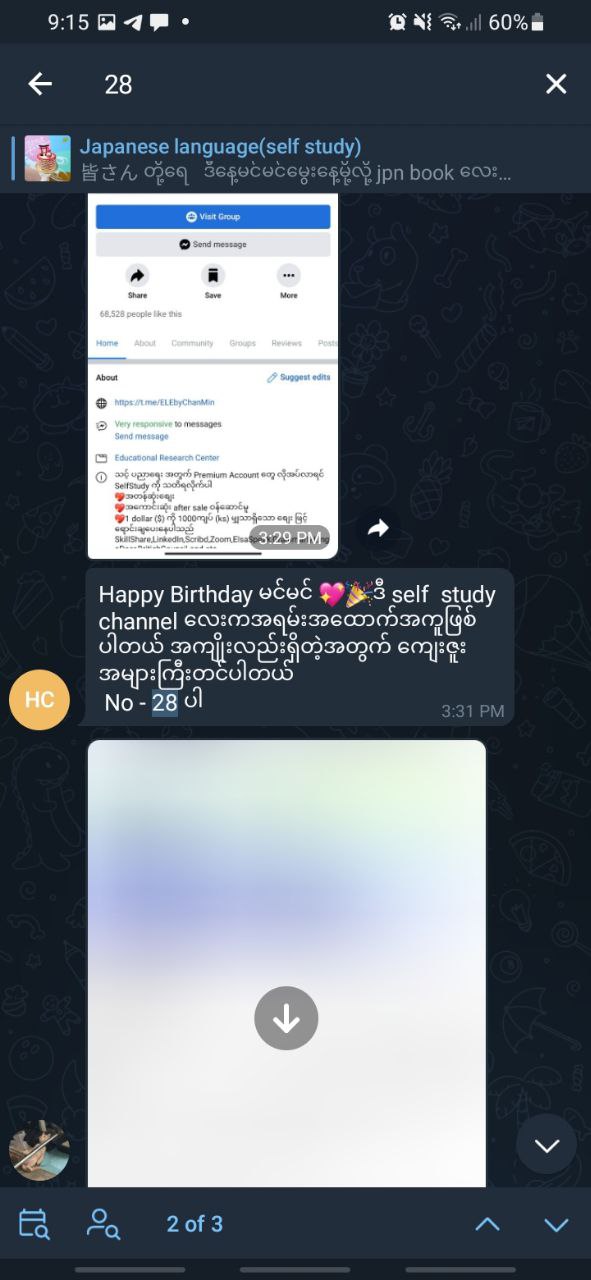 9:15
60%
28
Japanese language(self study)
皆さん တို့ရေ ဒီနေ့မင်မင်မွေးနေ့မို့လို့ jpn book လေး...
Visit Group
Send message
Share Save More
68,528 people like this
Home About Community Groups Reviews Posts
About Suggest edits
https://t.me/ELEbyChanMin
Very responsive to messages
Send message
Educational Research Center
သင့် ပညာရေး အတွက် Premium Account တွေ လိုအပ်လာရင်
SelfStudy ကို သတိရလိုက်ပါ
💝အတန်ဆုံးဈေး
💝အကောင်းဆုံး after sale ဝန်ဆောင်မှု
💝1 dollar ($) ကို 1000ကျပ် (ks) မျှသာရှိသော ဈေး ဖြင့်
ရောင်းချပေးနေပါသည်
SkillShare,LinkedIn,Scribd,Zoom,ElsaSpeak
3:29 PM
Happy Birthday မင်မင် 💖🎉ဒီ self study
channel လေးကအရမ်းအထောက်အကူဖြစ်
ပါတယ် အကျိုးလည်းရှိတဲ့အတွက် ကျေးဇူး
အများကြီးတင်ပါတယ်
No - 28 ပါ
3:31 PM
HC
2 of 3